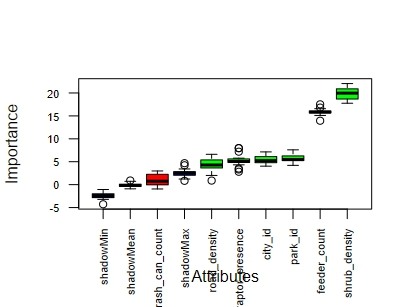 Importance
20
15
10
5
0
-5
shadowMin
shadowMean
rash_can_count
shadowMax
road_density
raptor_presence
city_id
park_id
feeder_count
shrub_density
Attributes